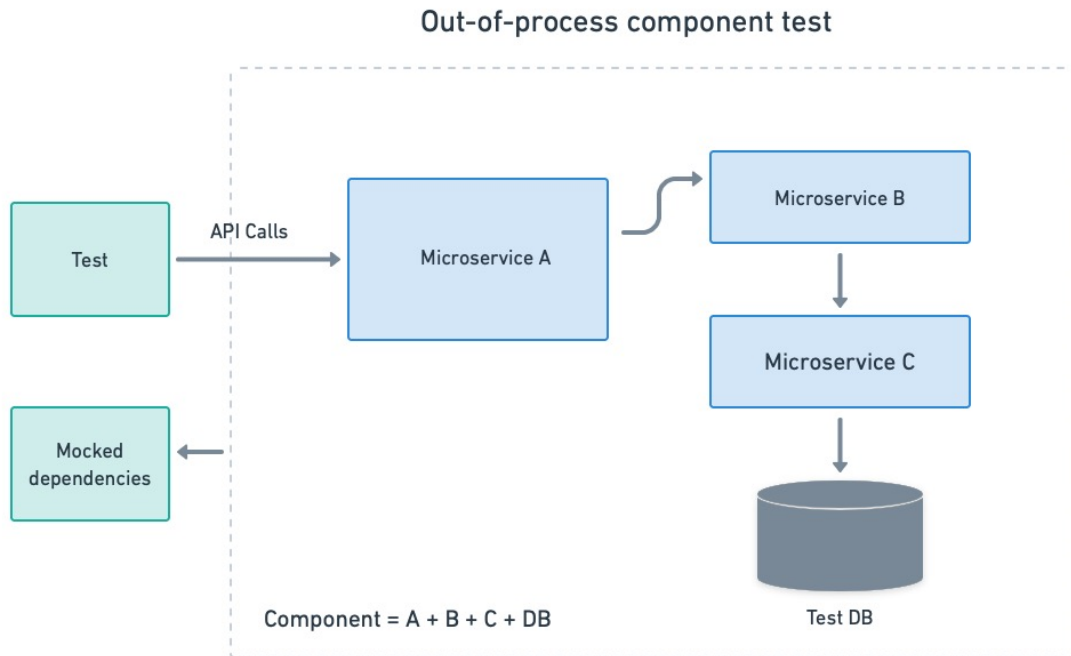 Out-of-process component test
Microservice B
API Calls
Test
Microservice A
Microservice C
Mocked
dependencies
Component = A + B + C + DB
Test DB